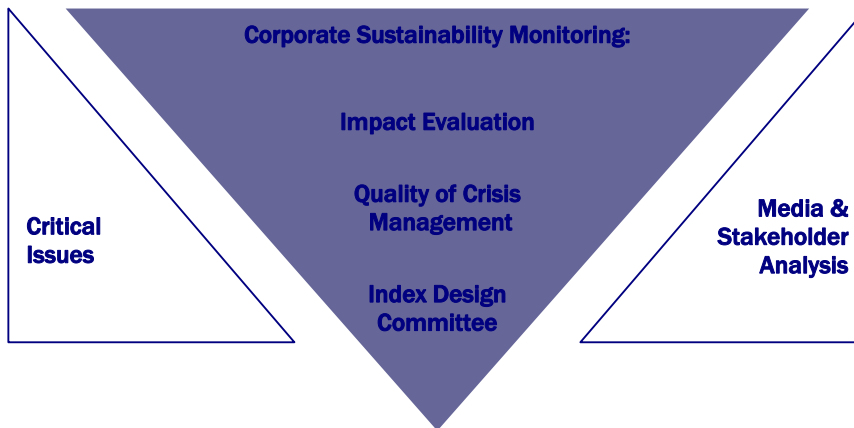 Corporate Sustainability Monitoring:
Impact Evaluation
Quality of Crisis
Management
Index Design
Committee
Critical
Issues
Media &
Stakeholder
Analysis